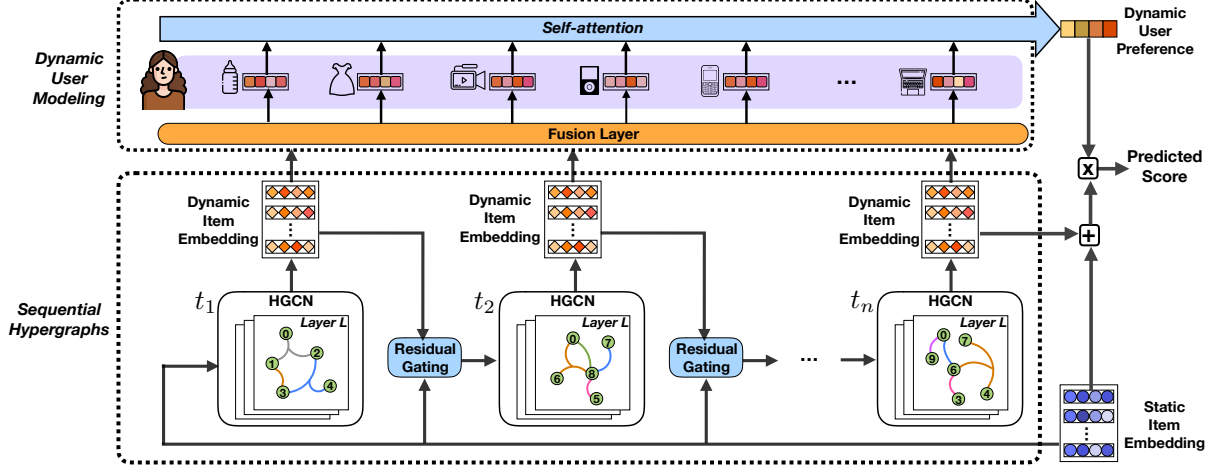 Self-attention
Dynamic
User
Preference
Dynamic
User
Modeling
...
Fusion Layer
Predicted
Score
x
Dynamic
Item
Embedding
Dynamic
Item
Embedding
Dynamic
Item
Embedding
+
Sequential
Hypergraphs
t1
HGCN
Layer L
0
1
2
3
4
Residual
Gating
t2
HGCN
Layer L
0
7
6
8
5
Residual
Gating
...
tn
HGCN
Layer L
0
7
9
6
3
4
Static
Item
Embedding